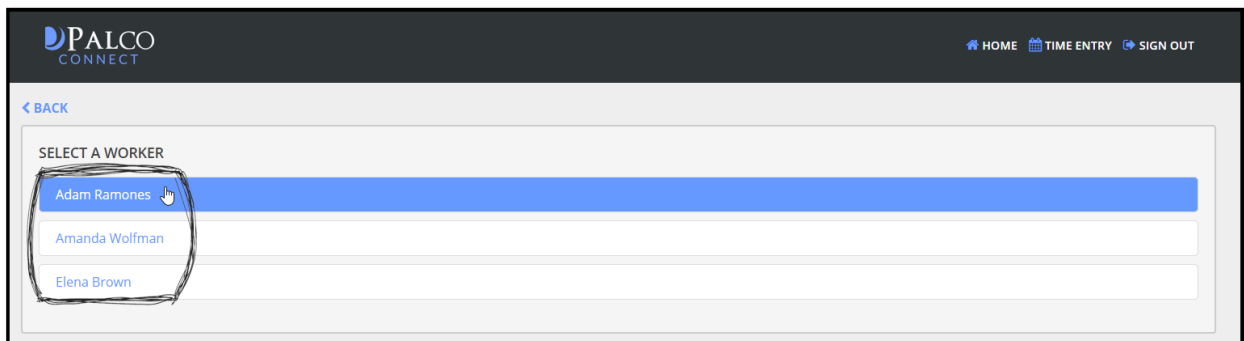 PALCO
CONNECT
HOME TIME ENTRY SIGN OUT
BACK
SELECT A WORKER
Adam Ramones
Amanda Wolfman
Elena Brown